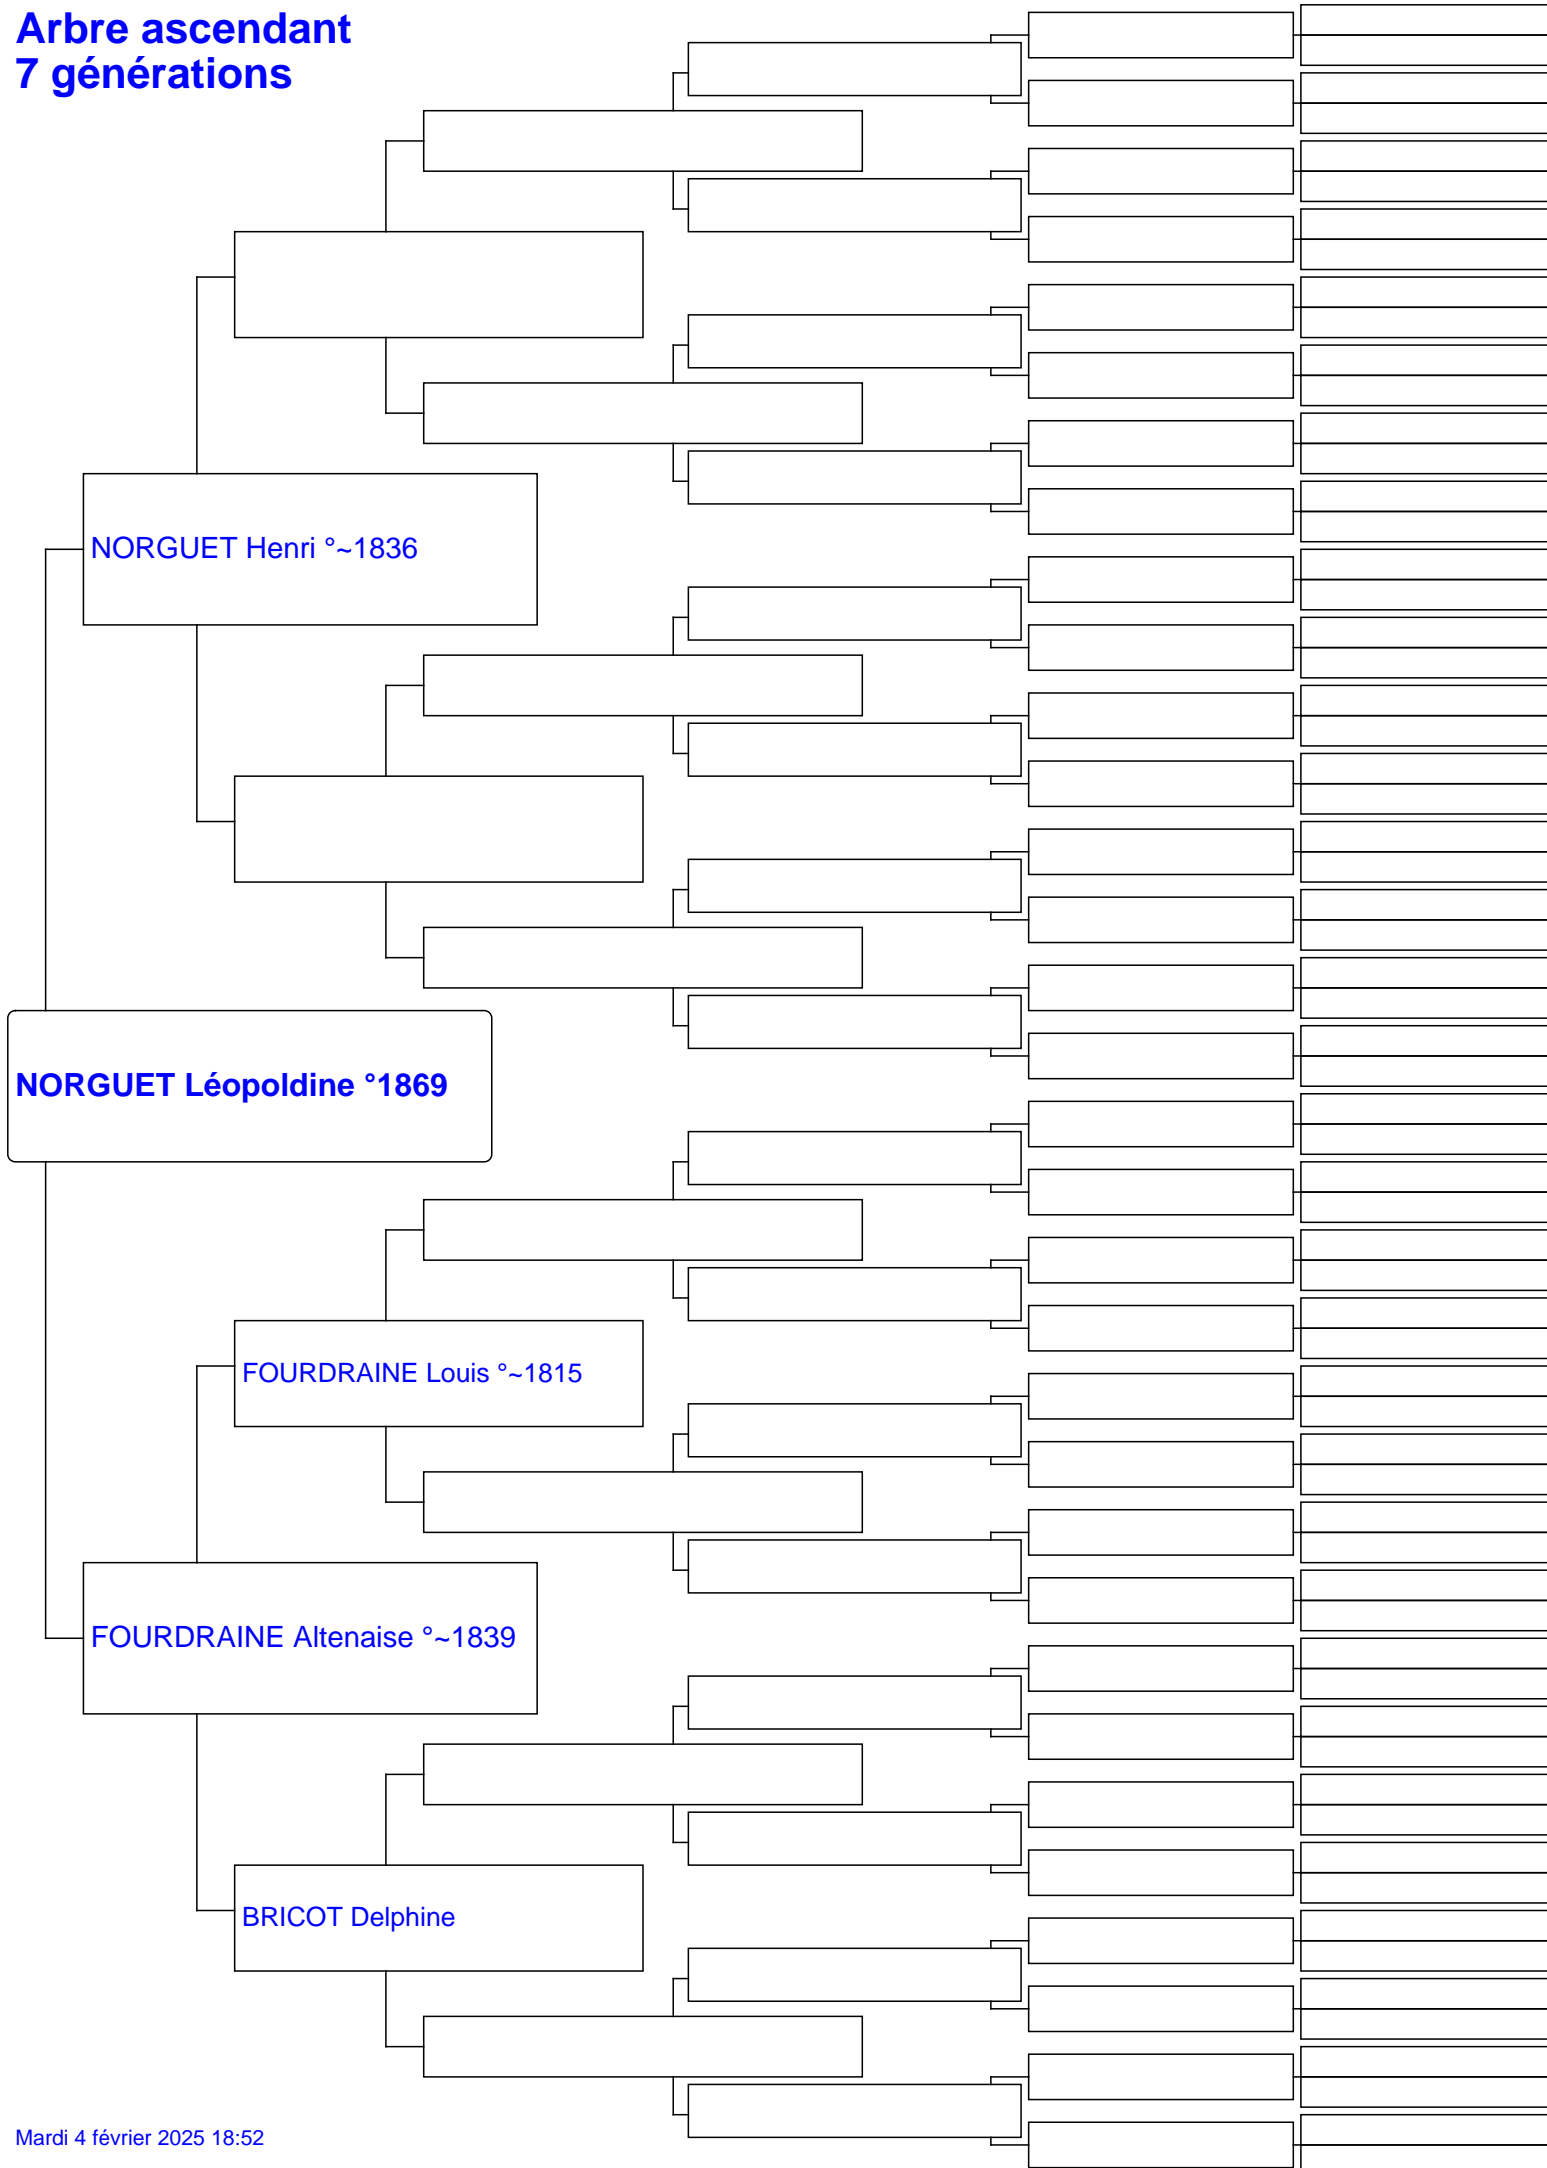 Arbre ascendant
7 générations
NORGUET Henri °~1836
NORGUET Léopoldine °1869
FOURDRAINE Louis °~1815
FOURDRAINE Altenaise °~1839
BRICOT Delphine
Mardi 4 février 2025 18:52